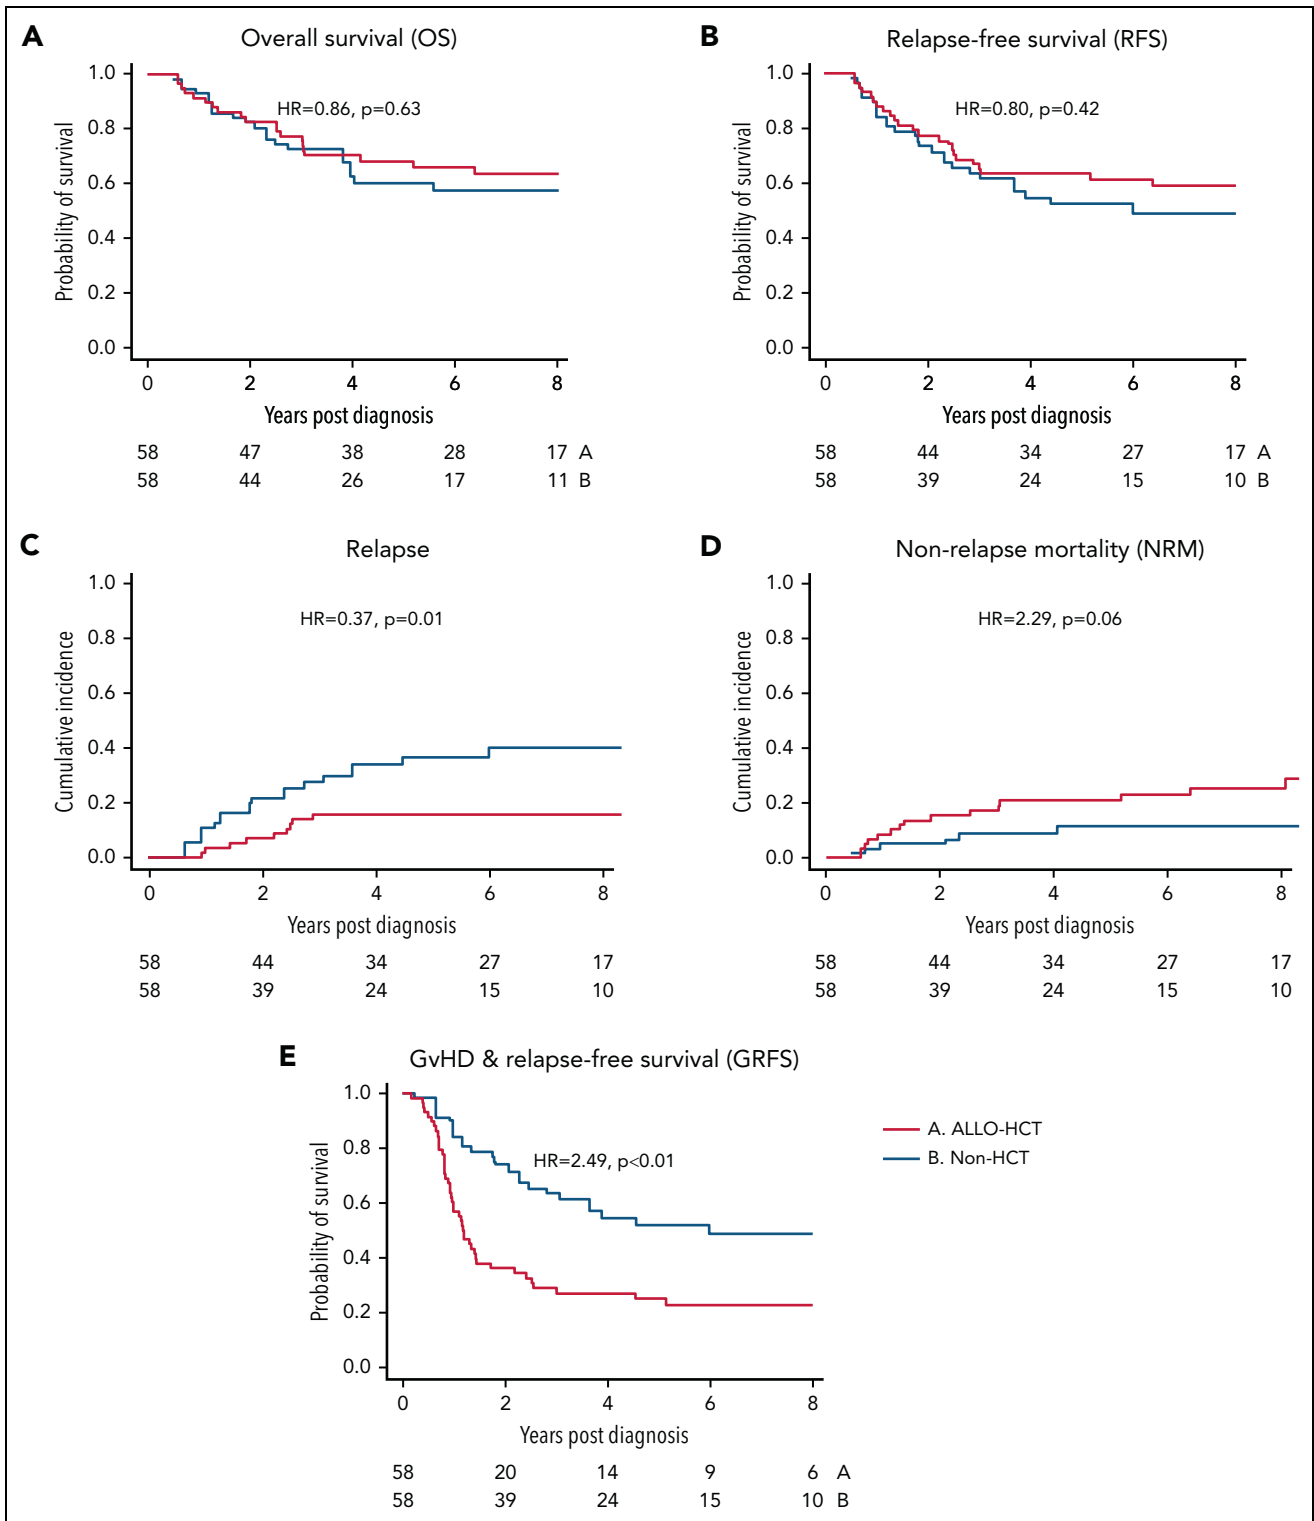 A Overall survival (OS)
1.0
0.8
0.6
0.4
0.2
0.0
Probability of survival
HR=0.86, p=0.63
0 2 4 6 8
Years post diagnosis
58 47 38 28 17 A
58 44 26 17 11 B
B Relapse-free survival (RFS)
1.0
0.8
0.6
0.4
0.2
0.0
Probability of survival
HR=0.80, p=0.42
0 2 4 6 8
Years post diagnosis
58 44 34 27 17 A
58 39 24 15 10 B
C Relapse
1.0
0.8
0.6
0.4
0.2
0.0
Cumulative incidence
HR=0.37, p=0.01
0 2 4 6 8
Years post diagnosis
58 44 34 27 17
58 39 24 15 10
D Non-relapse mortality (NRM)
1.0
0.8
0.6
0.4
0.2
0.0
Cumulative incidence
HR=2.29, p=0.06
0 2 4 6 8
Years post diagnosis
58 44 34 27 17
58 39 24 15 10
E GvHD & relapse-free survival (GRFS)
1.0
0.8
0.6
0.4
0.2
0.0
Probability of survival
HR=2.49, p<0.01
0 2 4 6 8
Years post diagnosis
58 20 14 9 6 A
58 39 24 15 10 B
A. ALLO-HCT
B. Non-HCT